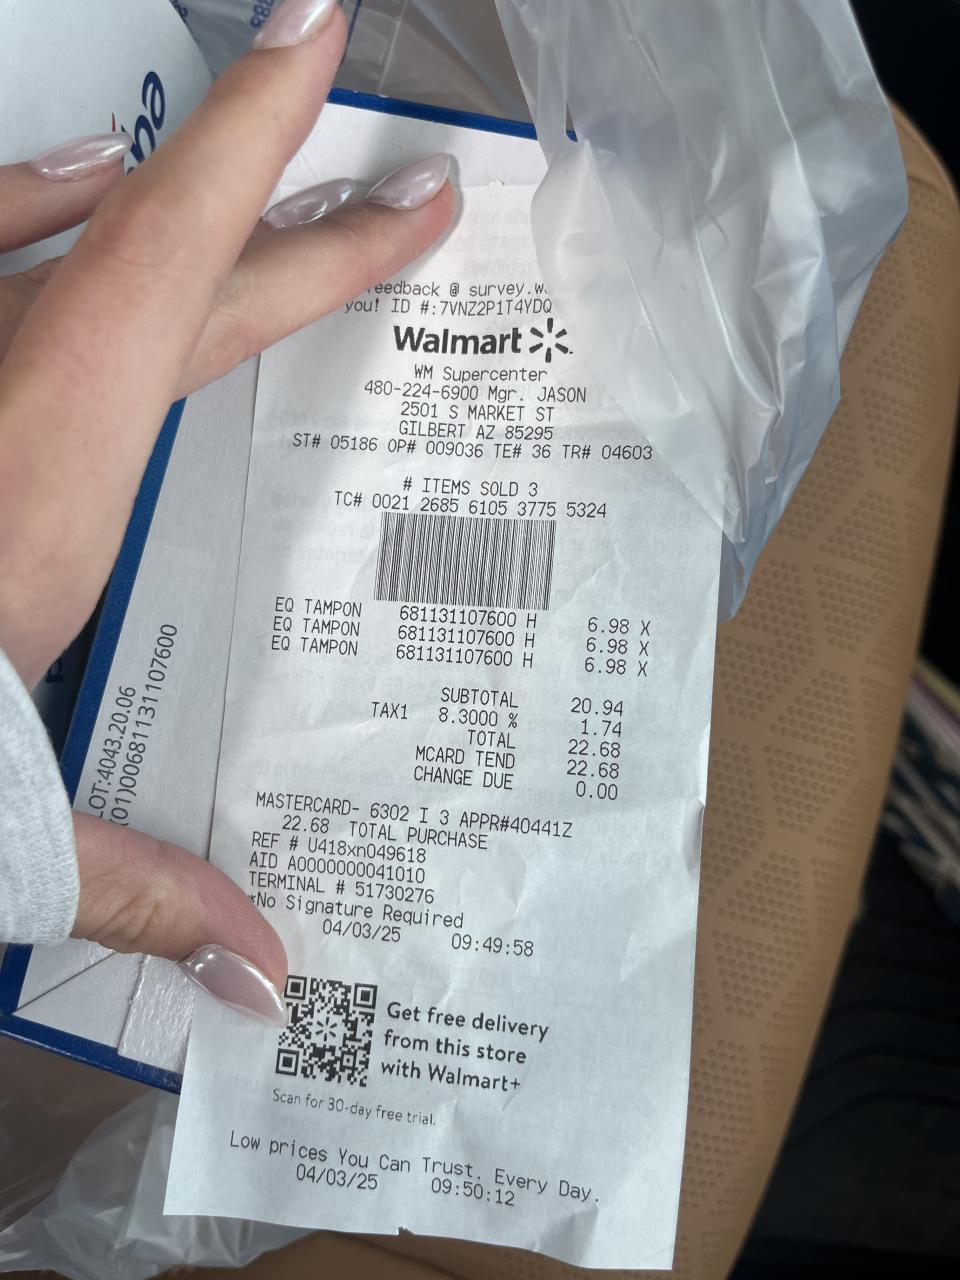 eedback @ survey.w
you! ID #:7VNZ2P1T4YDQ
Walmart
WM Supercenter
480-224-6900 Mgr. JASON
2501 S MARKET ST
GILBERT AZ 85295
ST# 05186 OP# 009036 TE# 36 TR# 04603
# ITEMS SOLD 3
TC# 0021 2685 6105 3775 5324
EQ TAMPON 681131107600 H 6.98 X
EQ TAMPON 681131107600 H 6.98 X
EQ TAMPON 681131107600 H 6.98 X
SUBTOTAL 20.94
TAX1 8.3000 % 1.74
TOTAL 22.68
MCARD TEND 22.68
CHANGE DUE 0.00
MASTERCARD- 6302 I 3 APPR#40441Z
22.68 TOTAL PURCHASE
REF # U418xn049618
AID A0000000041010
TERMINAL # 51730276
*No Signature Required
04/03/25 09:49:58
Get free delivery
from this store
with Walmart+
Scan for 30-day free trial.
Low prices You Can Trust. Every Day.
04/03/25 09:50:12
LOT:4043.20.06
(01)00681131107600